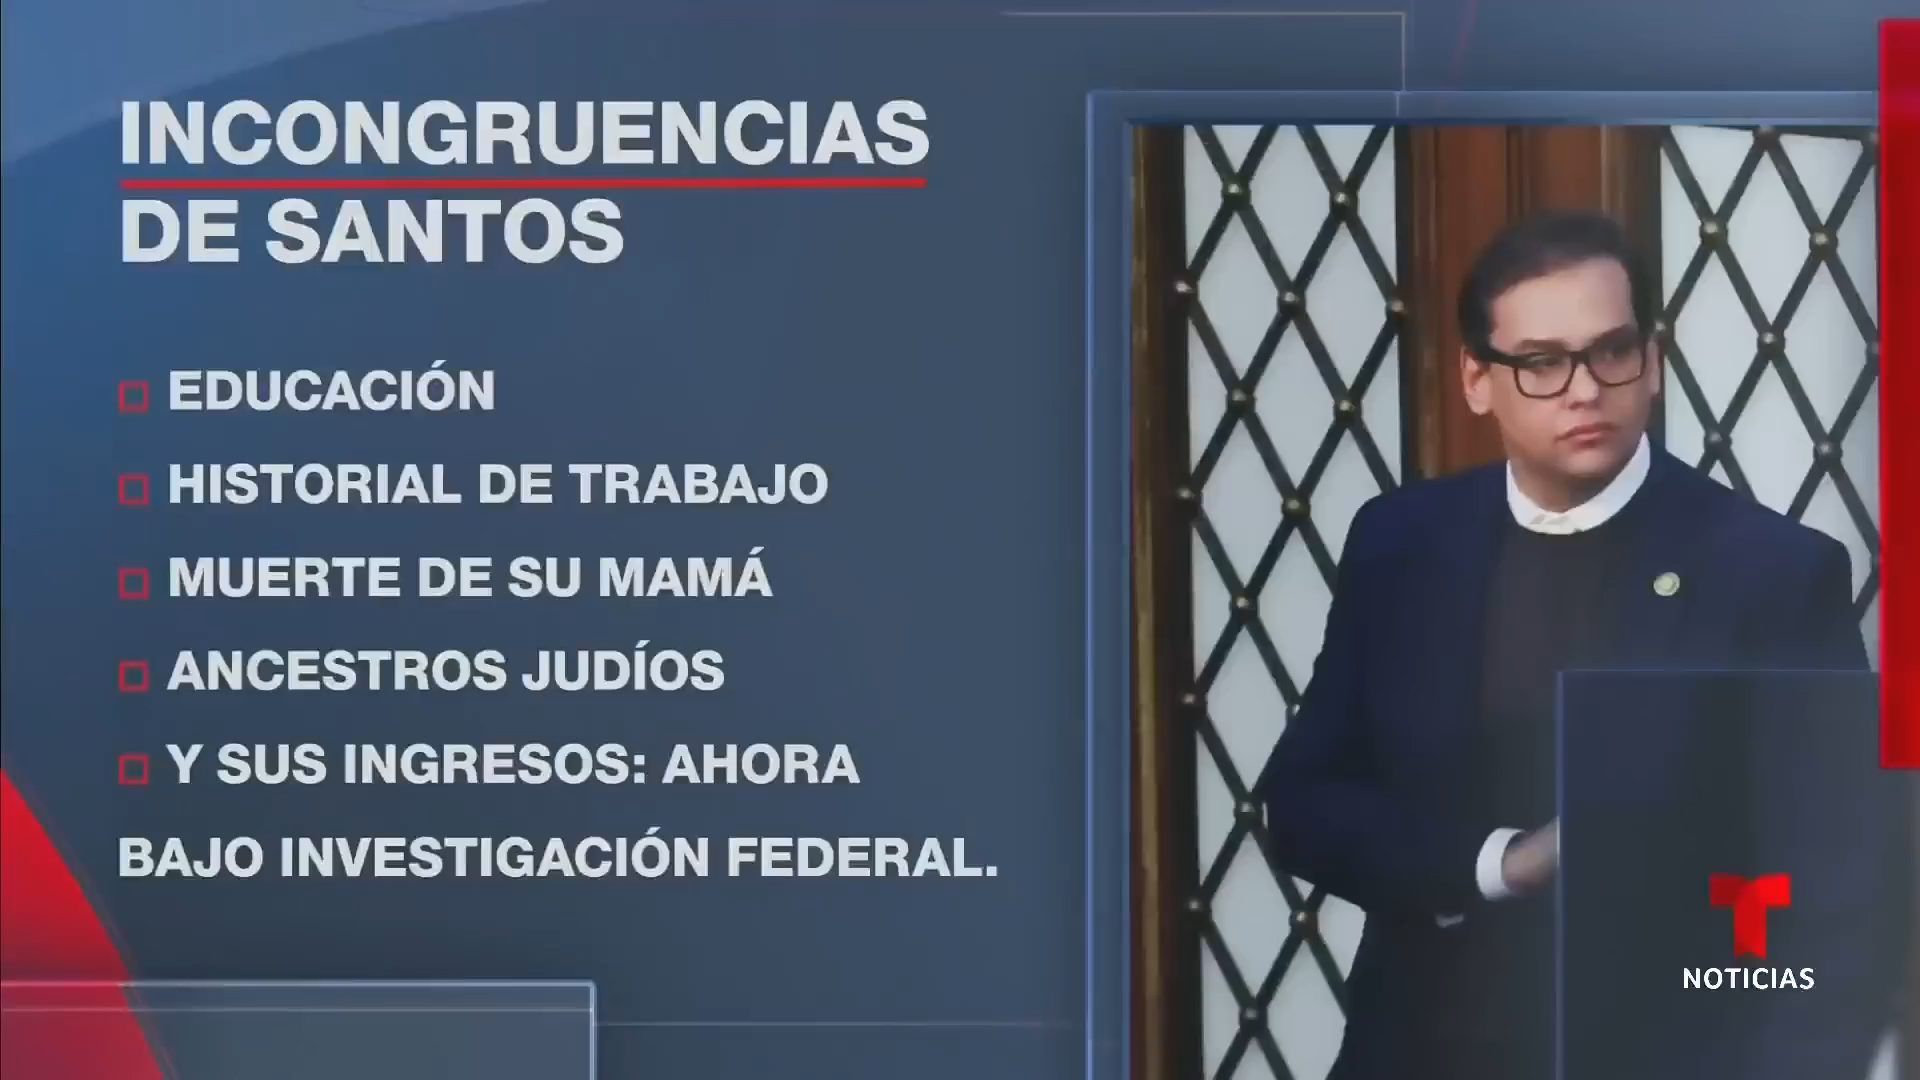 INCONGRUENCIAS
DE SANTOS
EDUCACIÓN
HISTORIAL DE TRABAJO
MUERTE DE SU MAMÁ
ANCESTROS JUDÍOS
Y SUS INGRESOS: AHORA
BAJO INVESTIGACIÓN FEDERAL.
NOTICIAS